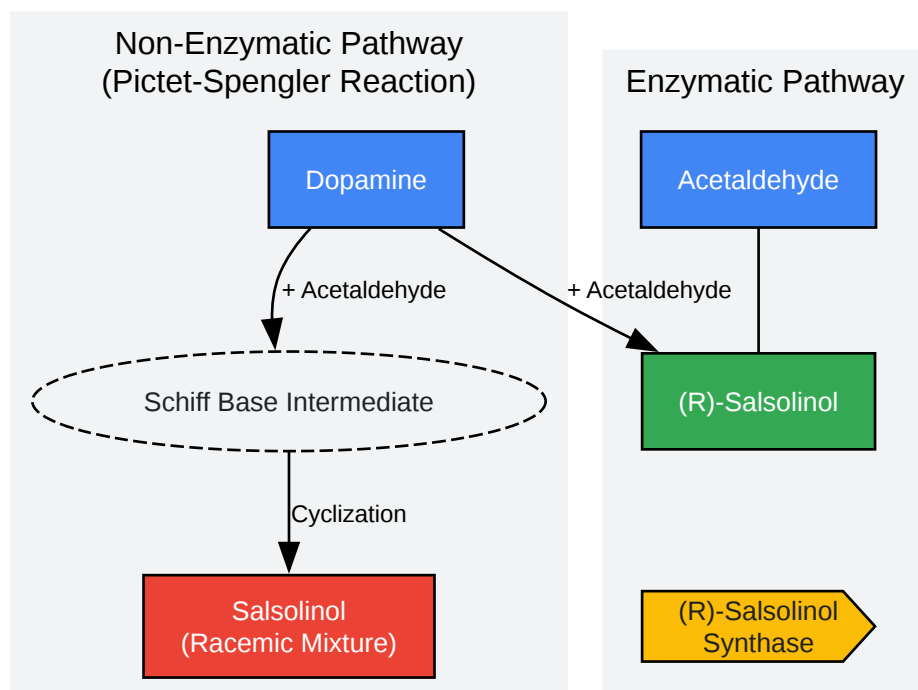 Non-Enzymatic Pathway
(Pictet-Spengler Reaction)
Dopamine
+ Acetaldehyde
Schiff Base Intermediate
Cyclization
Salsolinol
(Racemic Mixture)
Enzymatic Pathway
Acetaldehyde
+ Acetaldehyde
(R)-Salsolinol
(R)-Salsolinol
Synthase